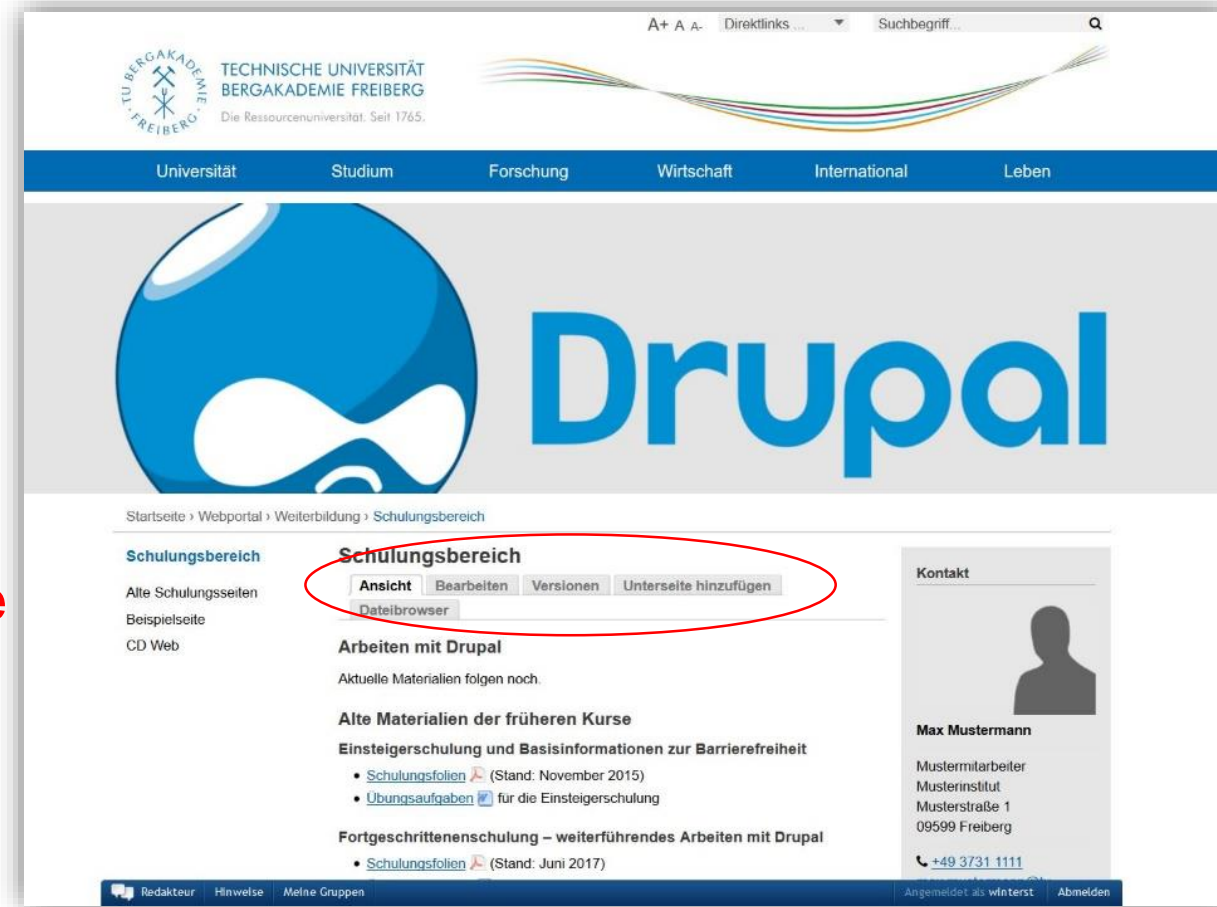 A+ A A- Direktlinks ... Suchbegriff...
TU BERGAKADEMIE FREIBERG
TECHNISCHE UNIVERSITÄT
BERGAKADEMIE FREIBERG
Die Ressourcenuniversität. Seit 1765.
Universität Studium Forschung Wirtschaft International Leben
Drupal
Startseite › Webportal › Weiterbildung › Schulungsbereich
Schulungsbereich
Alte Schulungsseiten
Beispielseite
CD Web
e
Schulungsbereich
Ansicht Bearbeiten Versionen Unterseite hinzufügen
Dateibrowser
Arbeiten mit Drupal
Aktuelle Materialien folgen noch.
Alte Materialien der früheren Kurse
Einsteigerschulung und Basisinformationen zur Barrierefreiheit
• Schulungsfolien (Stand: November 2015)
• Übungsaufgaben für die Einsteigerschulung
Fortgeschrittenenschulung – weiterführendes Arbeiten mit Drupal
• Schulungsfolien (Stand: Juni 2017)
Kontakt
Max Mustermann
Mustermitarbeiter
Musterinstitut
Musterstraße 1
09599 Freiberg
+49 3731 1111
Redakteur Hinweise Meine Gruppen Angemeldet als winterst Abmelden